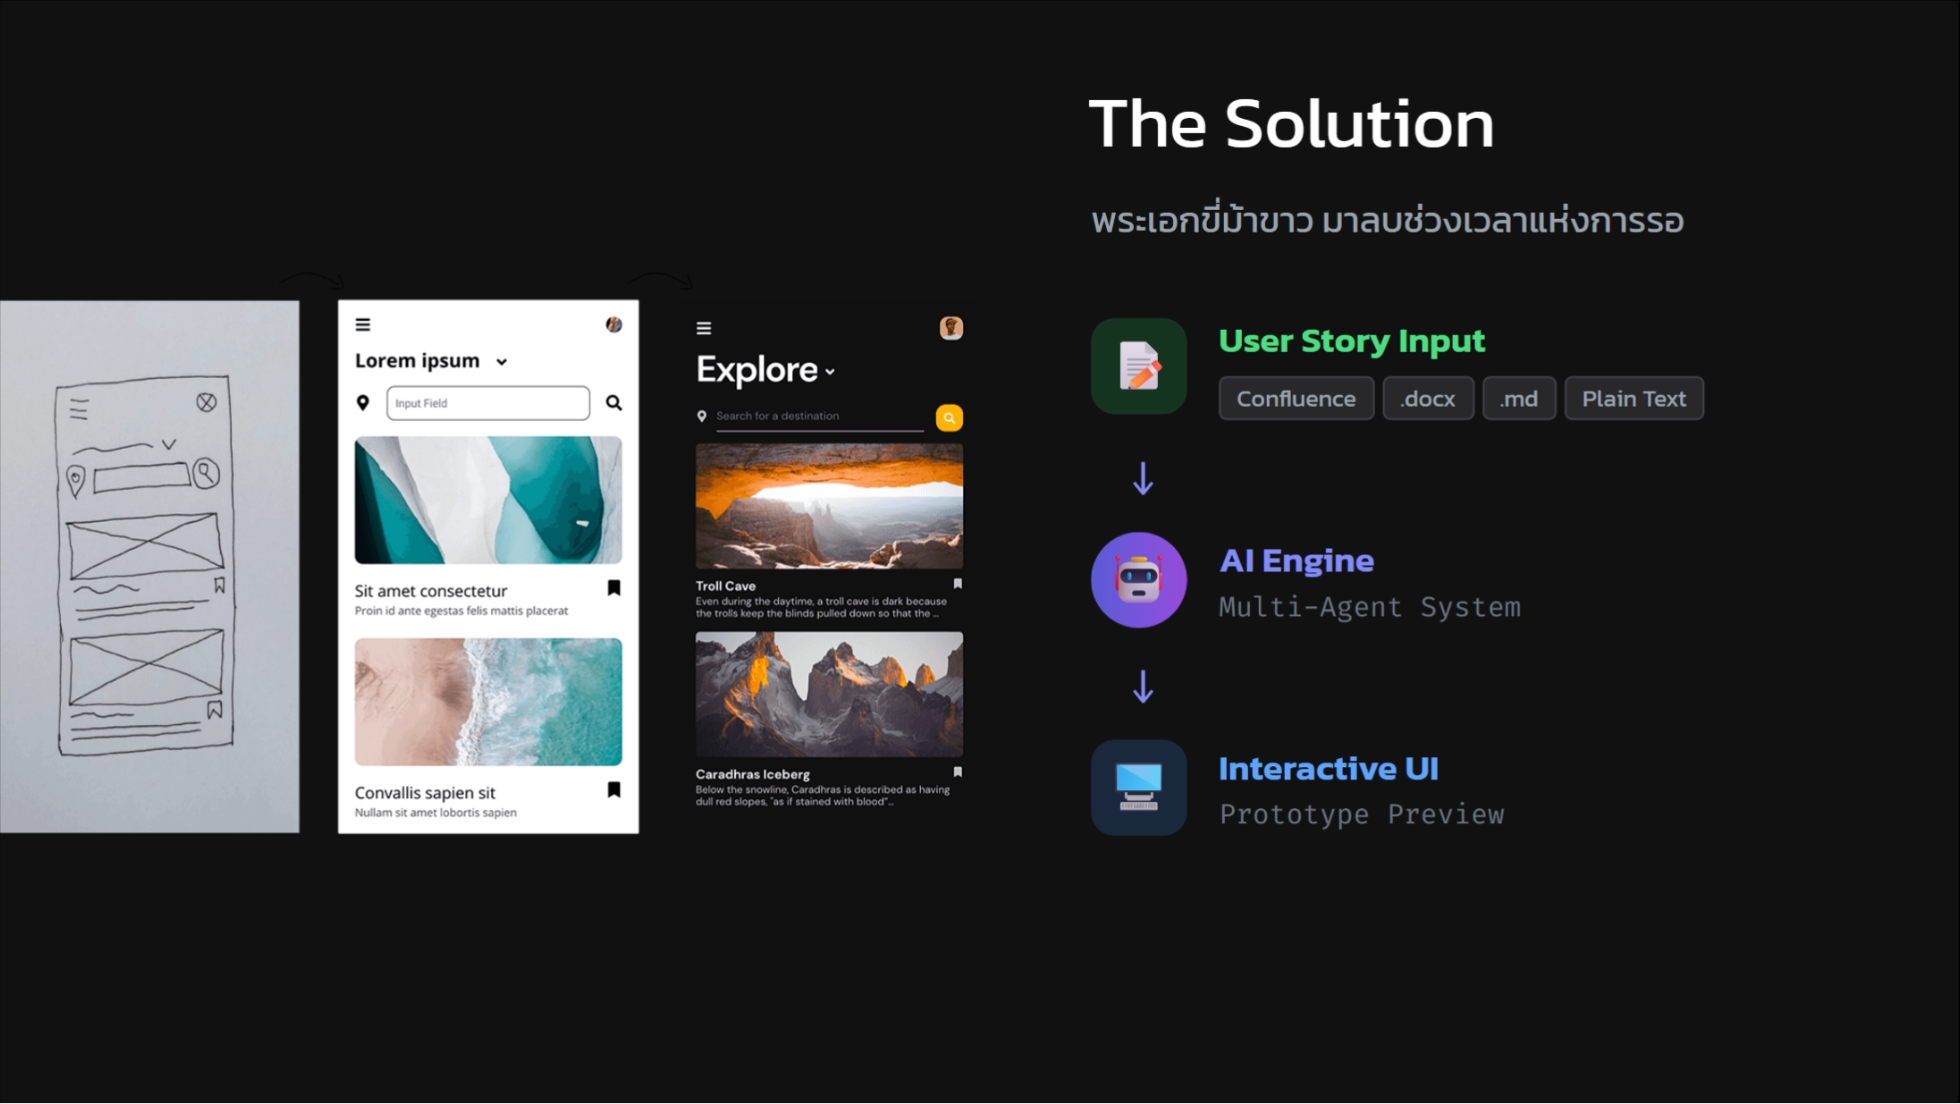 The Solution
พระเอกขี่ม้าขาว มาลบช่วงเวลาแห่งการรอ
Lorem ipsum
Input Field
Sit amet consectetur
Proin id ante egestas felis mattis placerat
Convallis sapien sit
Nullam sit amet lobortis sapien
Explore
Search for a destination
Troll Cave
Even during the daytime, a troll cave is dark because
the trolls keep the blinds pulled down so that the ...
Caradhras Iceberg
Below the snowline, Caradhras is described as having
dull red slopes, "as if stained with blood"..
User Story Input
Confluence .docx .md Plain Text
AI Engine
Multi-Agent System
Interactive UI
Prototype Preview